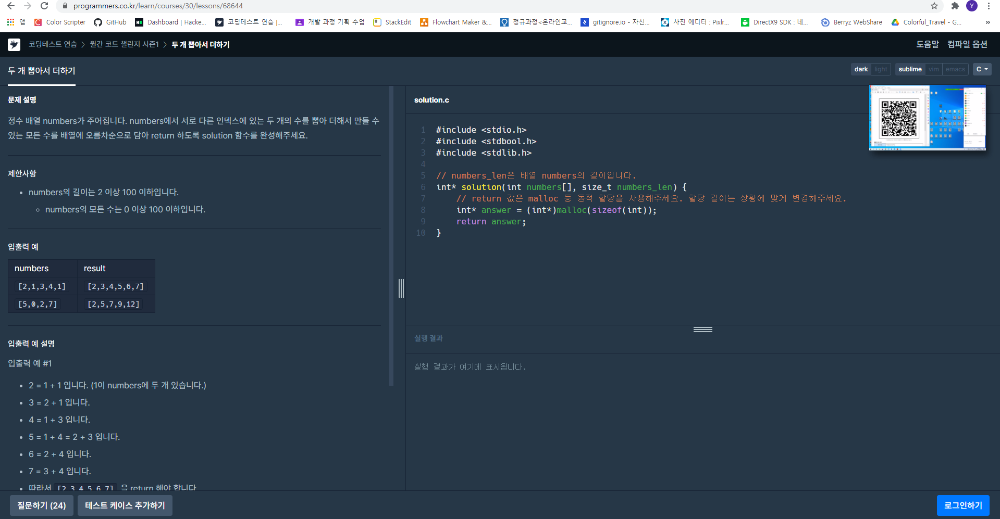 programmers.co.kr/learn/courses/30/lessons/68644
Y
앱 Color Scripter GitHub Dashboard | Hacke... 코딩테스트 연습 |... 개발 과정 기획 수업 StackEdit Flowchart Maker &... 정규과정<온라인교... gitignore.io - 자신... 사진 에디터 : Pixlr... DirectX9 SDK : 네... Berryz WebShare Colorful_Travel - G... »
코딩테스트 연습 > 월간 코드 챌린지 시즌1 > 두 개 뽑아서 더하기 도움말 컴파일 옵션
두 개 뽑아서 더하기 dark light sublime vim emacs C
문제 설명
정수 배열 numbers가 주어집니다. numbers에서 서로 다른 인덱스에 있는 두 개의 수를 뽑아 더해서 만들 수
있는 모든 수를 배열에 오름차순으로 담아 return 하도록 solution 함수를 완성해주세요.
제한사항
• numbers의 길이는 2 이상 100 이하입니다.
◦ numbers의 모든 수는 0 이상 100 이하입니다.
입출력 예
numbers result
[2,1,3,4,1] [2,3,4,5,6,7]
[5,0,2,7] [2,5,7,9,12]
입출력 예 설명
입출력 예 #1
• 2 = 1 + 1 입니다. (1이 numbers에 두 개 있습니다.)
• 3 = 2 + 1 입니다.
• 4 = 1 + 3 입니다.
• 5 = 1 + 4 = 2 + 3 입니다.
• 6 = 2 + 4 입니다.
• 7 = 3 + 4 입니다.
• 따라서 [2,3,4,5,6,7] 을 return 해야 합니다.
solution.c
1 #include <stdio.h>
2 #include <stdbool.h>
3 #include <stdlib.h>
4
5 // numbers_len은 배열 numbers의 길이입니다.
6 int* solution(int numbers[], size_t numbers_len) {
7 // return 값은 malloc 등 동적 할당을 사용해주세요. 할당 길이는 상황에 맞게 변경해주세요.
8 int* answer = (int*)malloc(sizeof(int));
9 return answer;
10 }
실행 결과
실행 결과가 여기에 표시됩니다.
질문하기 (24) 테스트 케이스 추가하기 로그인하기